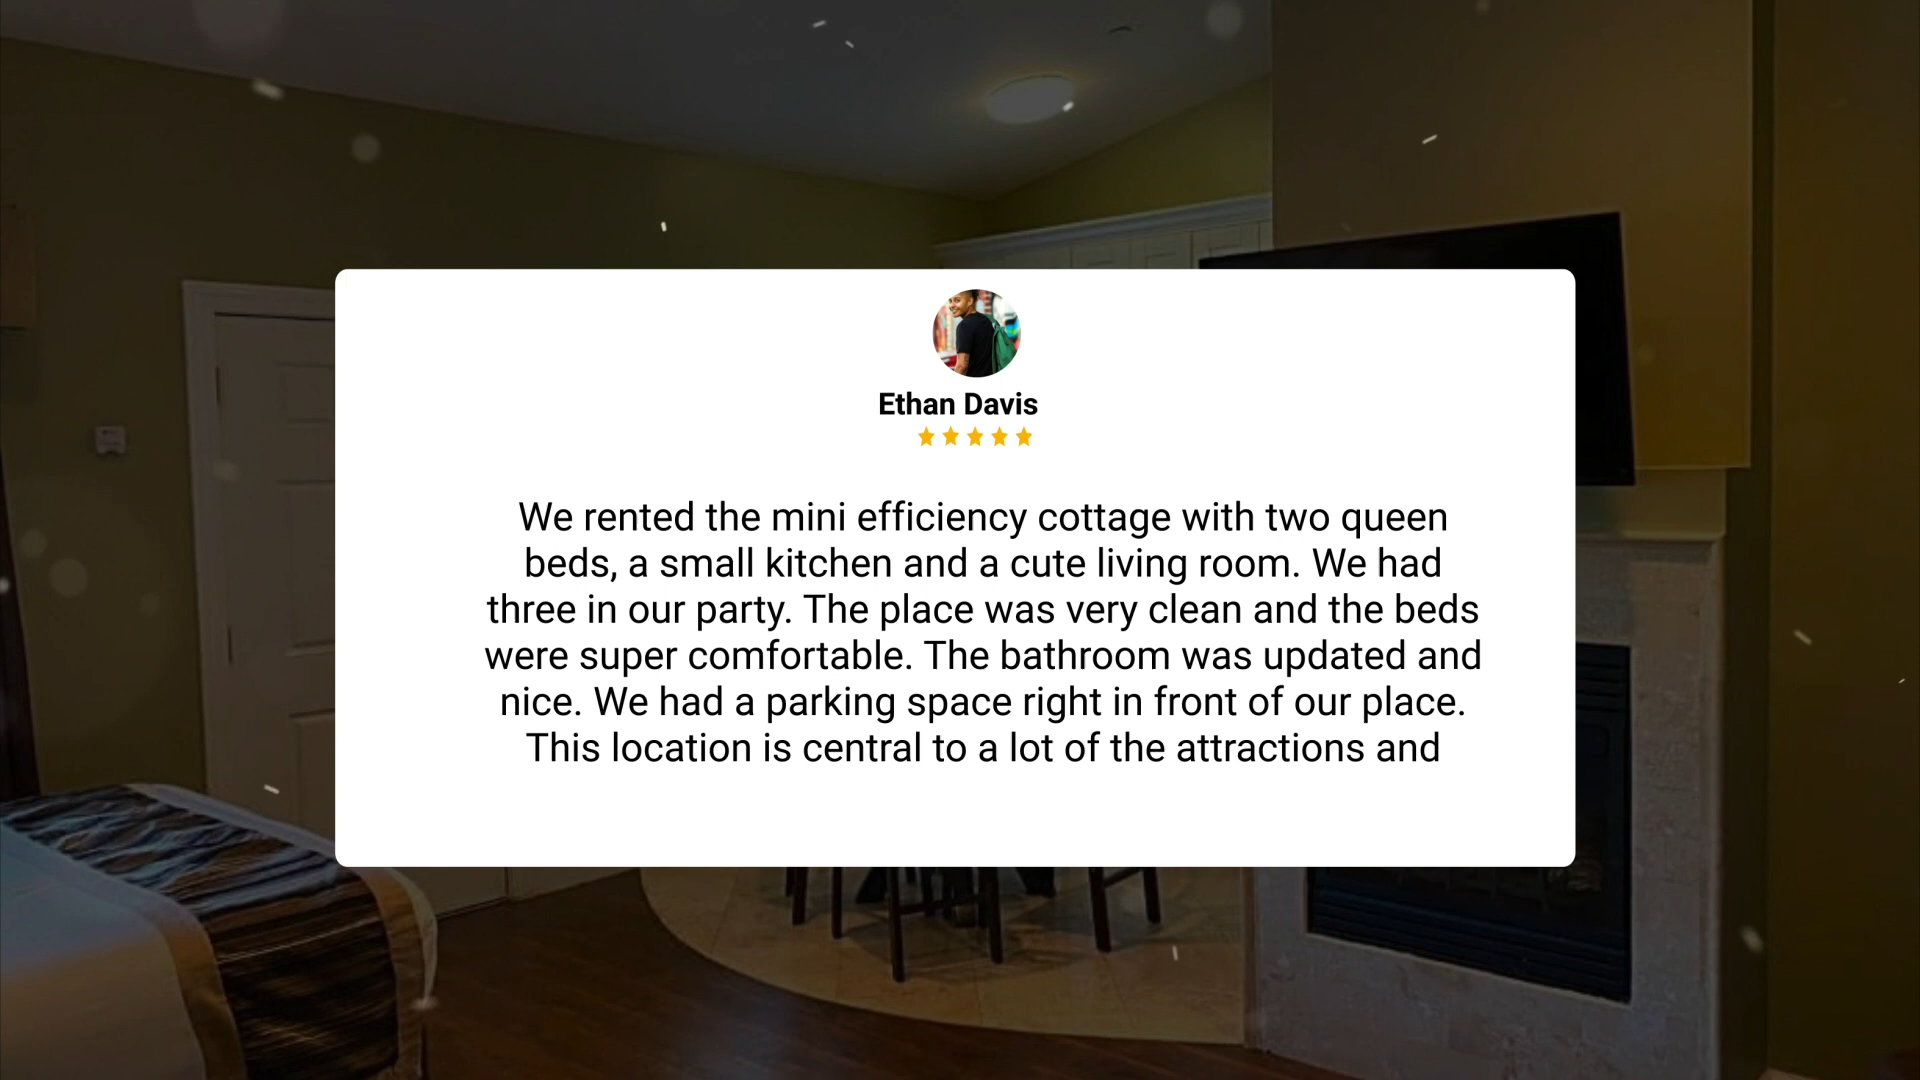 Ethan Davis
We rented the mini efficiency cottage with two queen
beds, a small kitchen and a cute living room. We had
three in our party. The place was very clean and the beds
were super comfortable. The bathroom was updated and
nice. We had a parking space right in front of our place.
This location is central to a lot of the attractions and